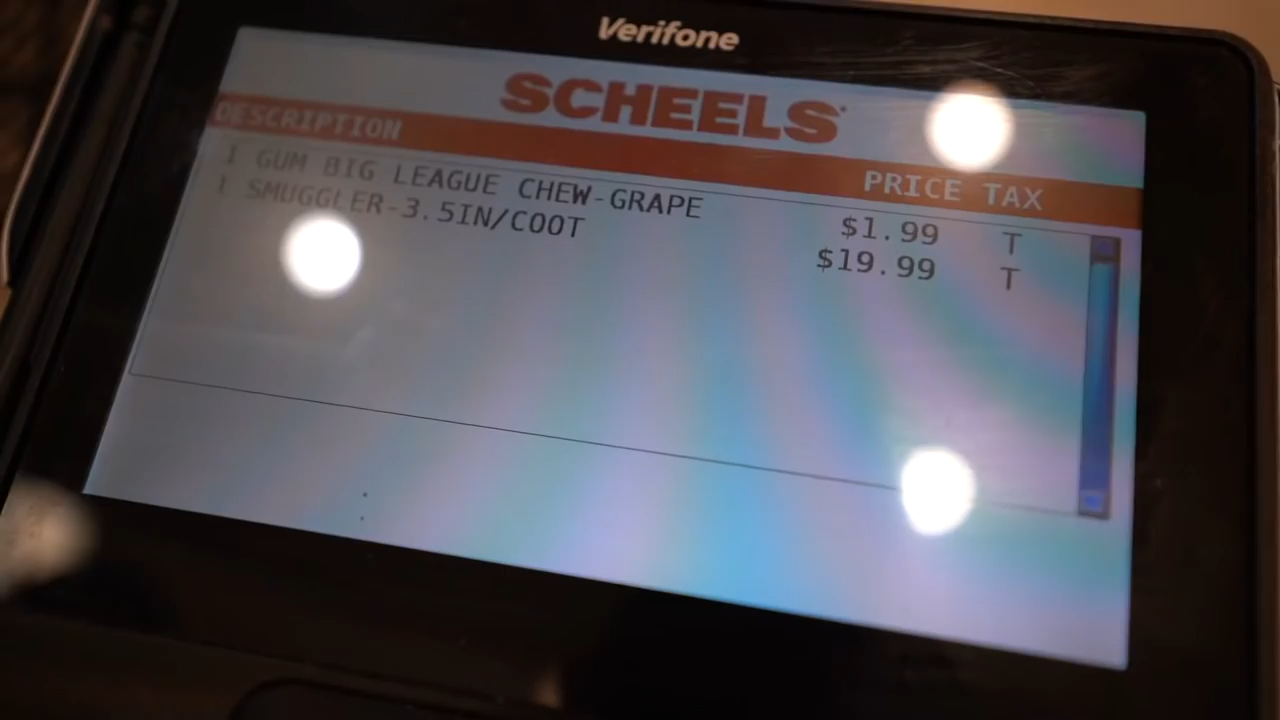 Verifone
SCHEELS
DESCRIPTION PRICE TAX
1 GUM BIG LEAGUE CHEW-GRAPE $1.99 T
1 SMUGGLER-3.5IN/COOT $19.99 T